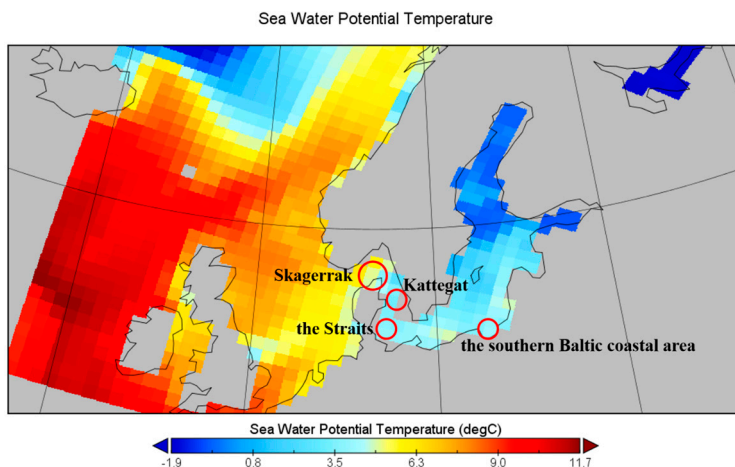 Sea Water Potential Temperature
Skagerrak
Kattegat
the Straits
the southern Baltic coastal area
Sea Water Potential Temperature (degC)
-1.9 0.8 3.5 6.3 9.0 11.7